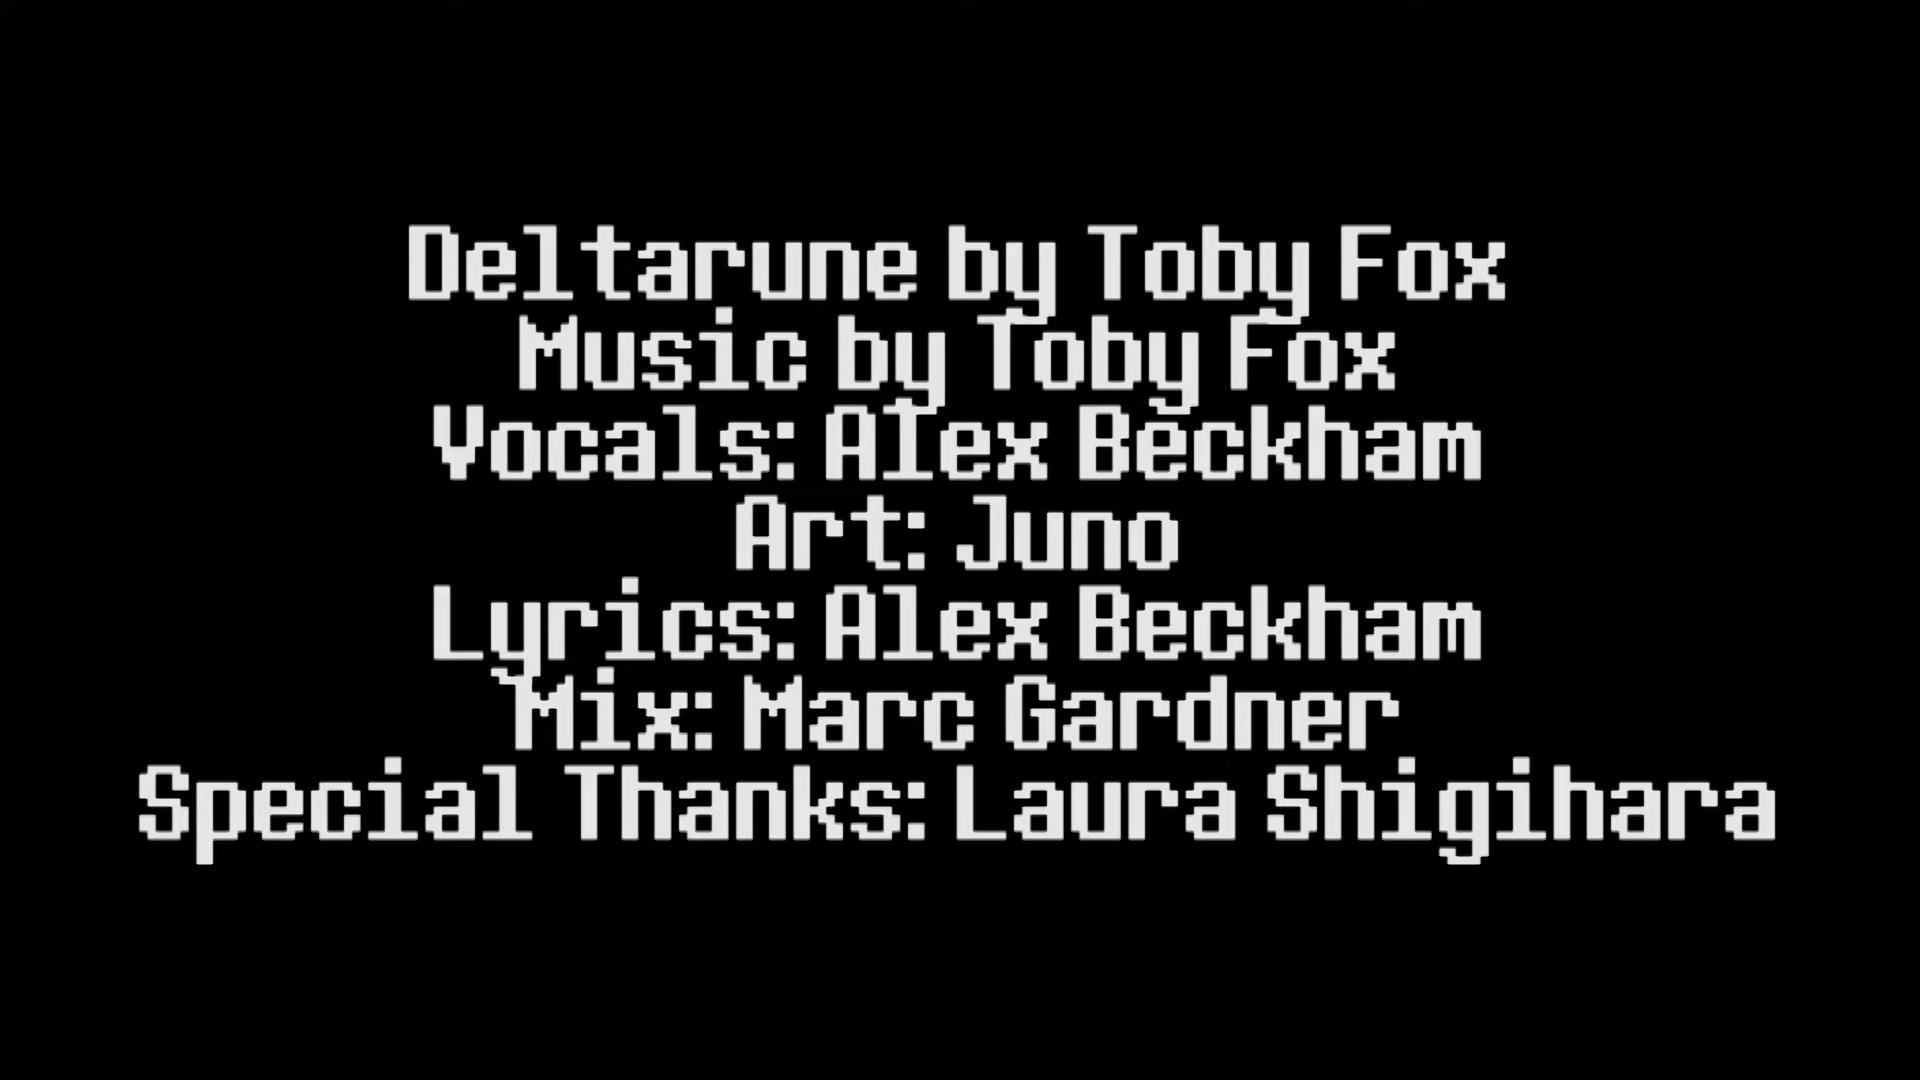 Deltarune by Toby Fox
Music by Toby Fox
Vocals: Alex Beckham
Art: Juno
Lyrics: Alex Beckham
Mix: Marc Gardner
Special Thanks: Laura Shigihara